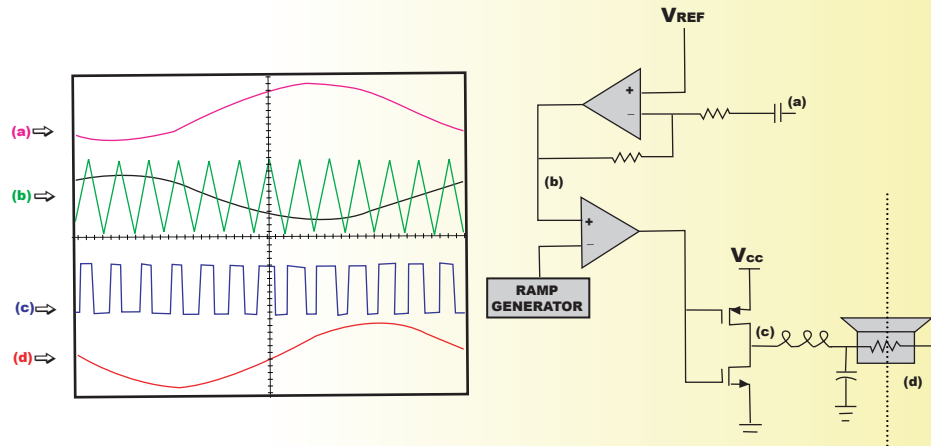 (a)
(b)
(c)
(d)
VREF
+
−
(a)
(b)
+
−
RAMP
GENERATOR
Vcc
(c)
(d)